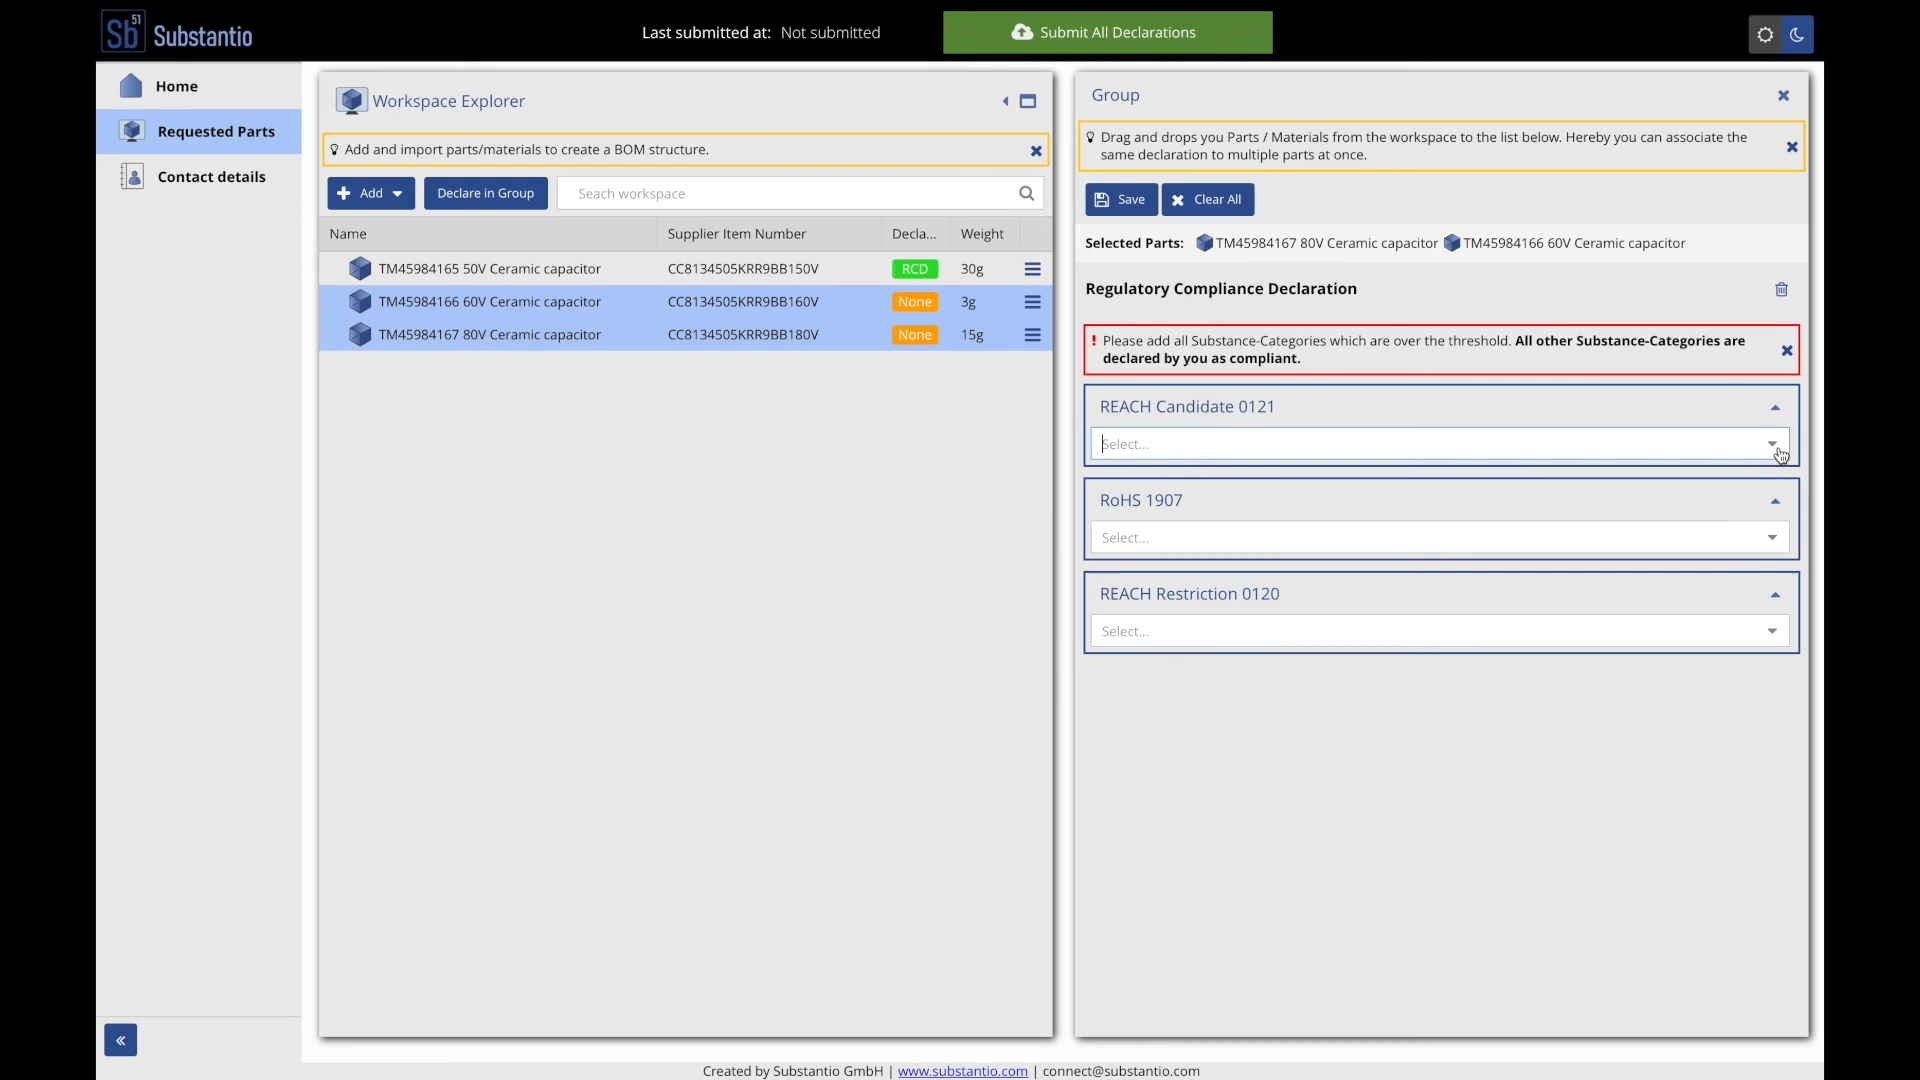 Sb 51 Substantio
Last submitted at: Not submitted
Submit All Declarations
Home
Requested Parts
Contact details
Workspace Explorer
Add and import parts/materials to create a BOM structure.
Add
Declare in Group
Seach workspace
Name Supplier Item Number Decla... Weight
TM45984165 50V Ceramic capacitor CC8134505KRR9BB150V RCD 30g
TM45984166 60V Ceramic capacitor CC8134505KRR9BB160V None 3g
TM45984167 80V Ceramic capacitor CC8134505KRR9BB180V None 15g
Group
Drag and drops you Parts / Materials from the workspace to the list below. Hereby you can associate the
same declaration to multiple parts at once.
Save
Clear All
Selected Parts: TM45984167 80V Ceramic capacitor TM45984166 60V Ceramic capacitor
Regulatory Compliance Declaration
! Please add all Substance-Categories which are over the threshold. All other Substance-Categories are
declared by you as compliant.
REACH Candidate 0121
Select...
RoHS 1907
Select...
REACH Restriction 0120
Select...
Created by Substantio GmbH | www.substantio.com | connect@substantio.com